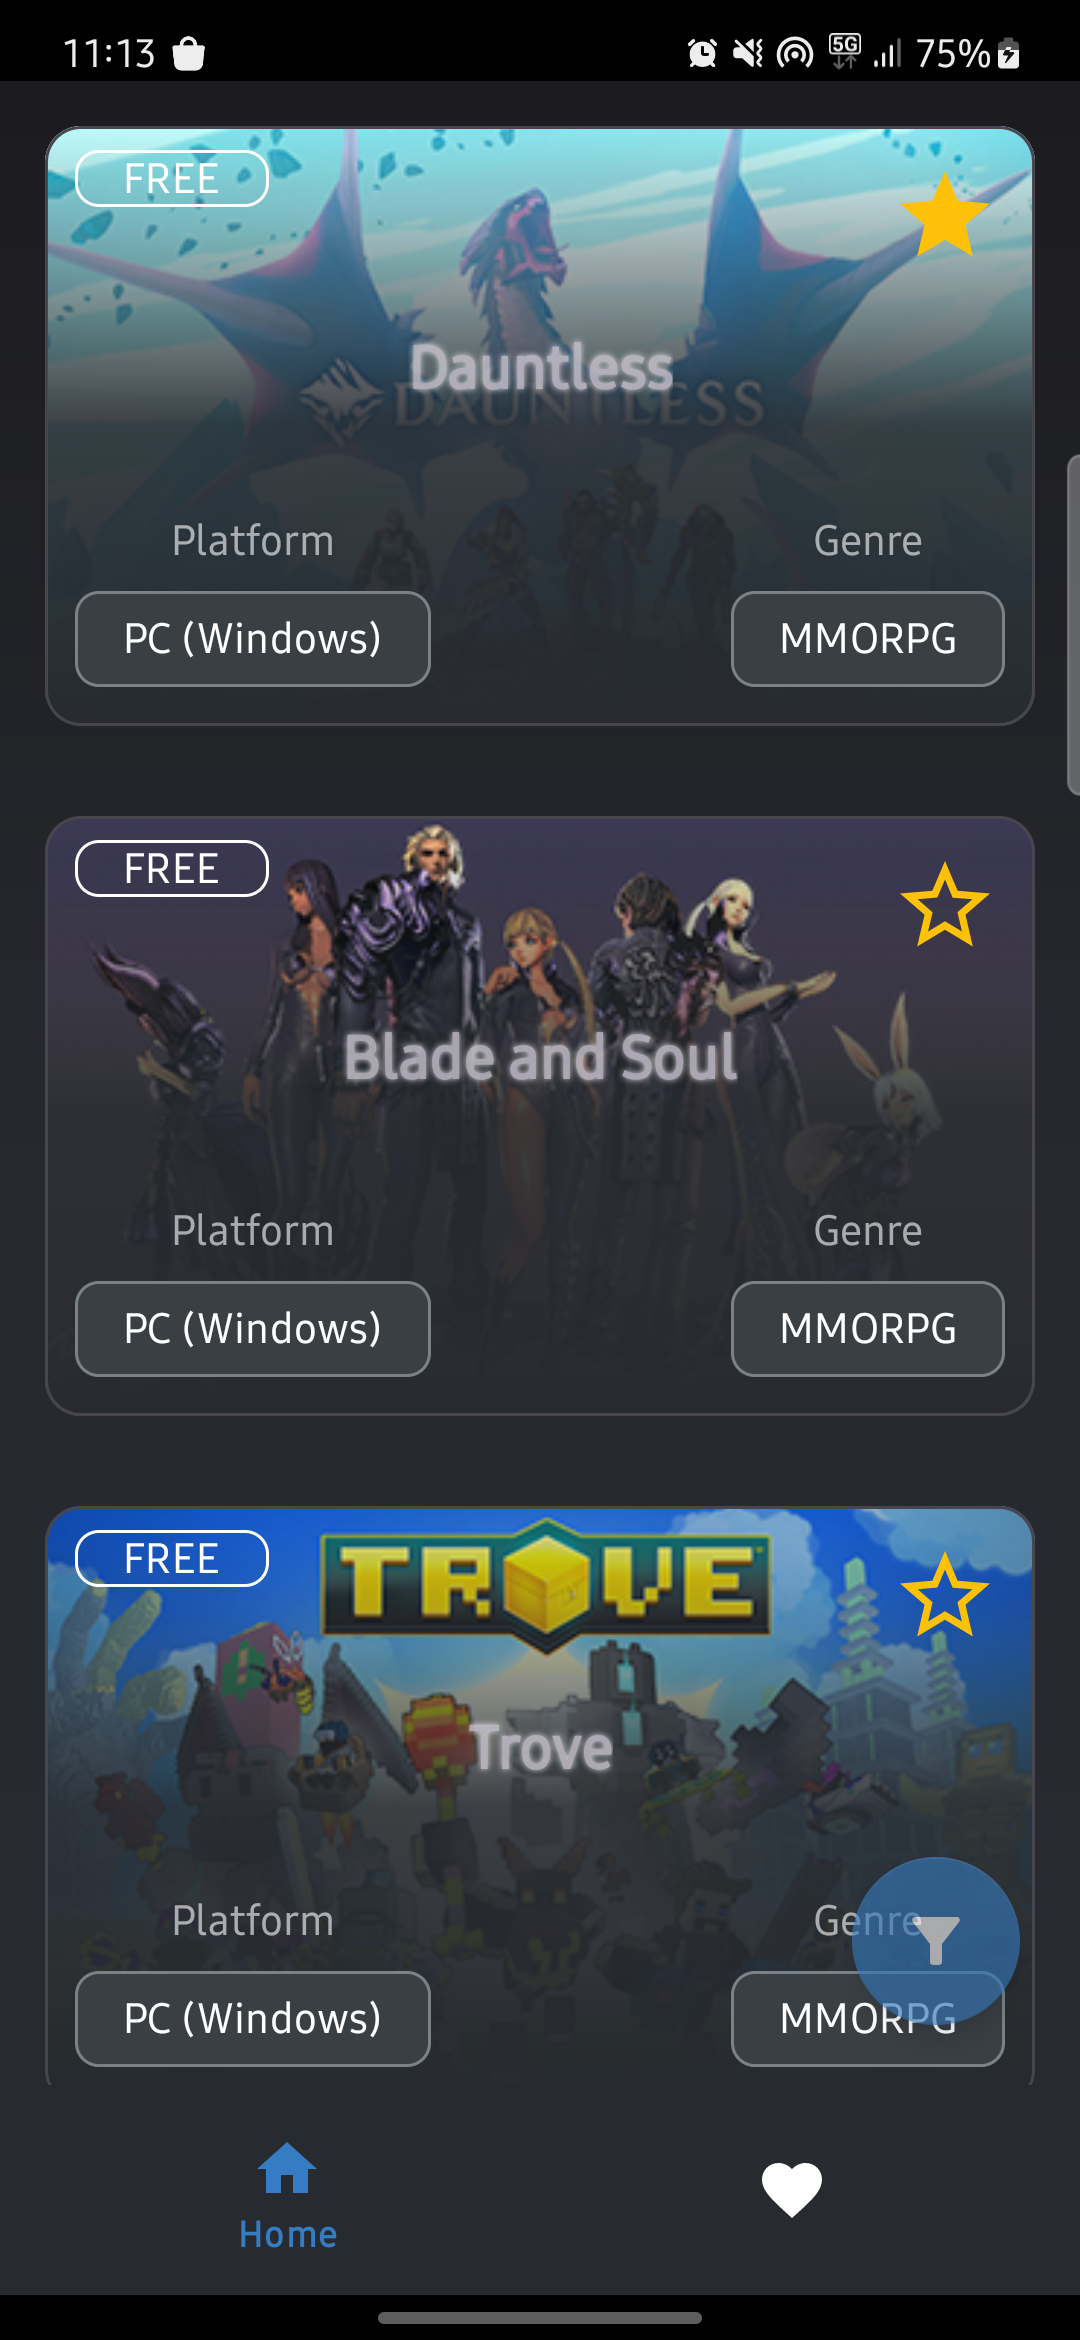 11:13
5G
75%
FREE
DAUNTLESS
Dauntless
Platform
Genre
PC (Windows)
MMORPG
FREE
Blade and Soul
Platform
Genre
PC (Windows)
MMORPG
FREE
TROVE
Trove
Platform
Genre
PC (Windows)
MMORPG
Home